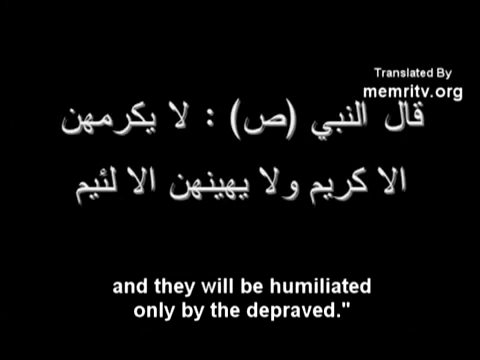 Translated By
memritv.org
قال النبي (ص) : لا يكرمهن
الا كريم ولا يهينهن الا لئيم
and they will be humiliated
only by the depraved."